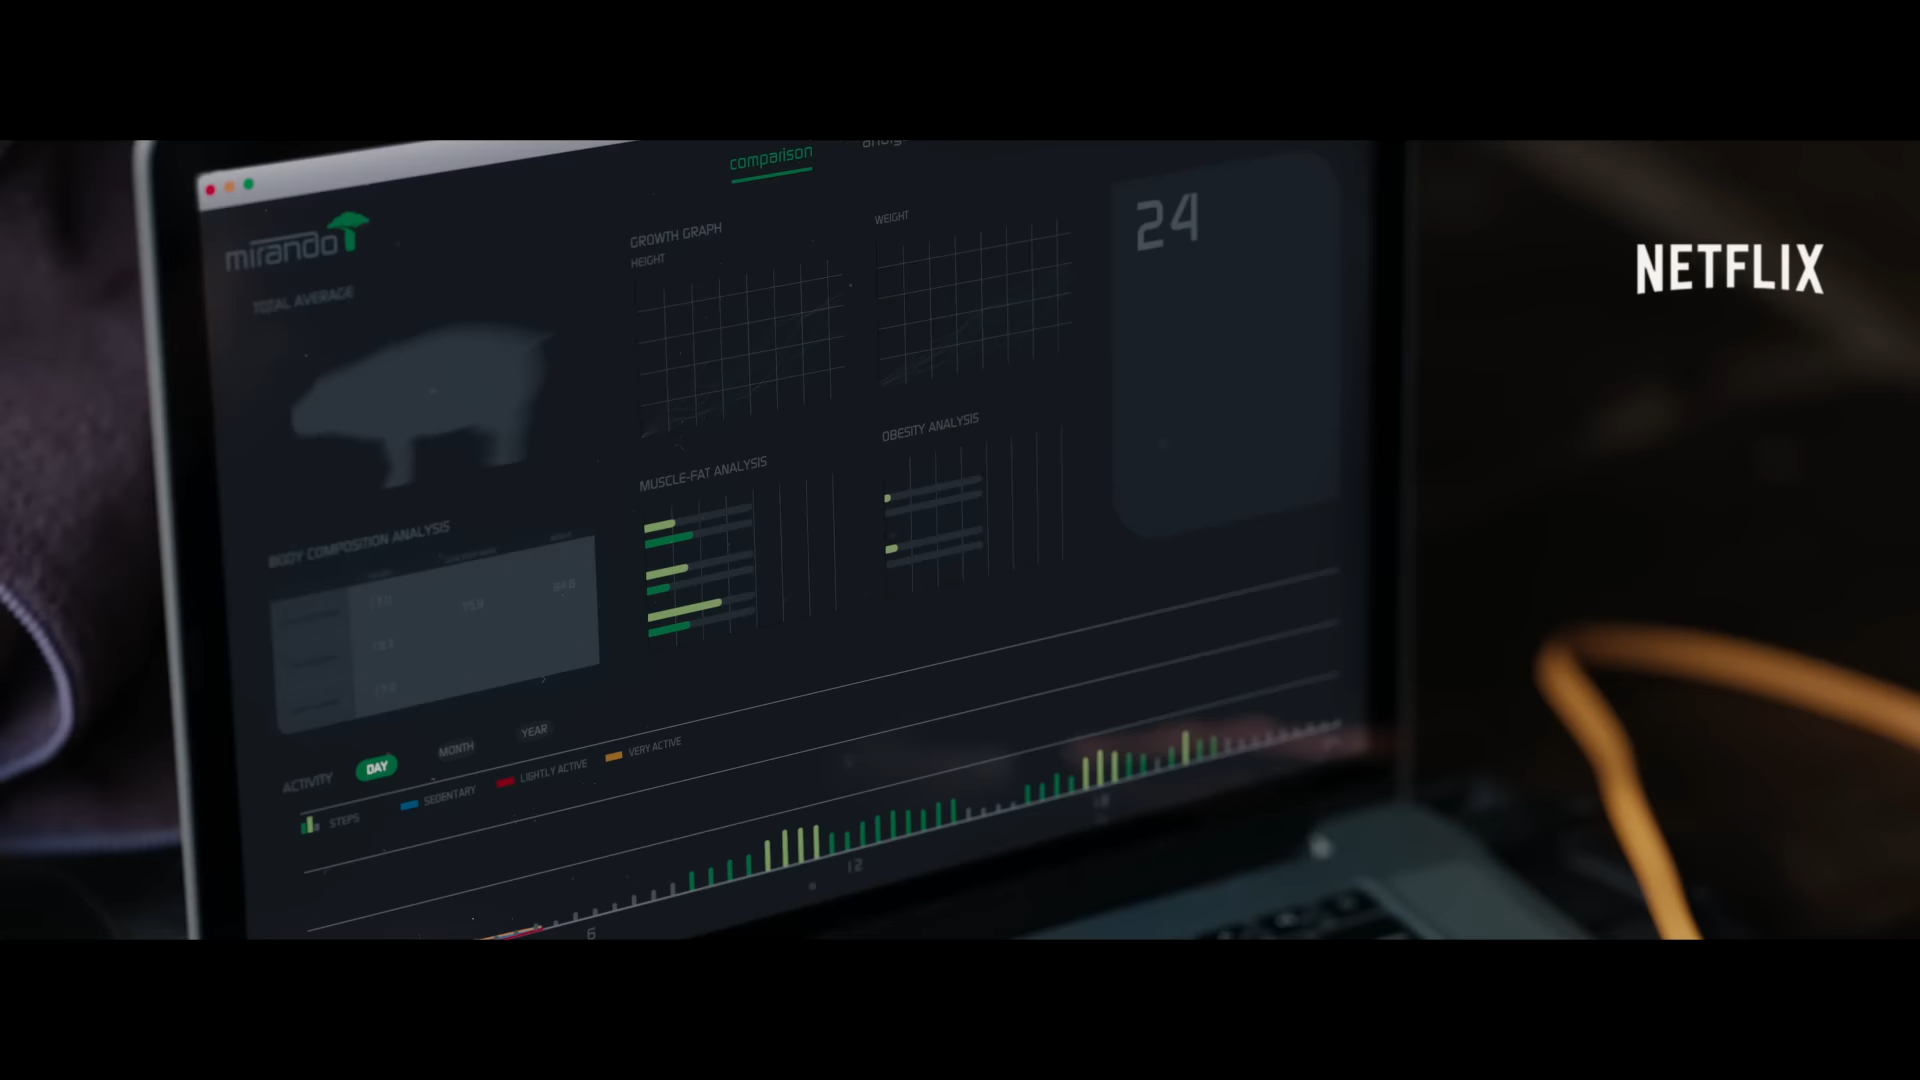 comparison
mirando
TOTAL AVERAGE
GROWTH GRAPH
HEIGHT
WEIGHT
24
NETFLIX
MUSCLE-FAT ANALYSIS
OBESITY ANALYSIS
BODY COMPOSITION ANALYSIS
ACTIVITY DAY MONTH YEAR
STEPS SEDENTARY LIGHTLY ACTIVE VERY ACTIVE
6 12 18